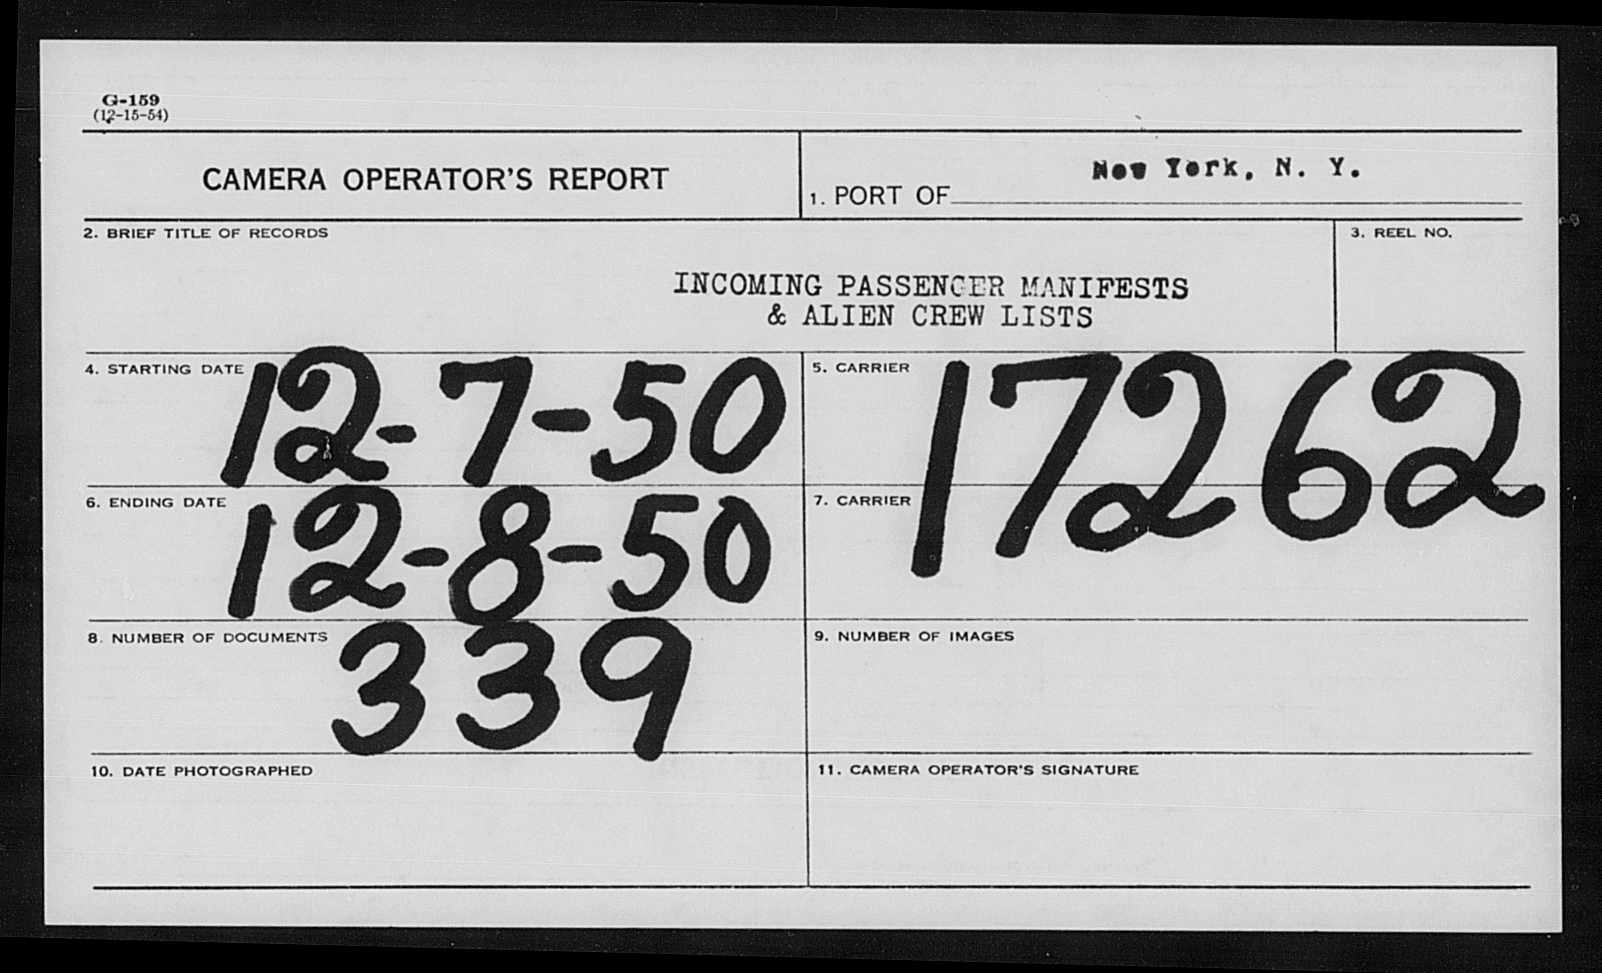 G-159
(12-15-54)
CAMERA OPERATOR'S REPORT
1. PORT OF New York, N. Y.
2. BRIEF TITLE OF RECORDS
INCOMING PASSENGER MANIFESTS
& ALIEN CREW LISTS
3. REEL NO.
4. STARTING DATE 12-7-50
5. CARRIER 17262
6. ENDING DATE 12-8-50
7. CARRIER
8. NUMBER OF DOCUMENTS 339
9. NUMBER OF IMAGES
10. DATE PHOTOGRAPHED
11. CAMERA OPERATOR'S SIGNATURE